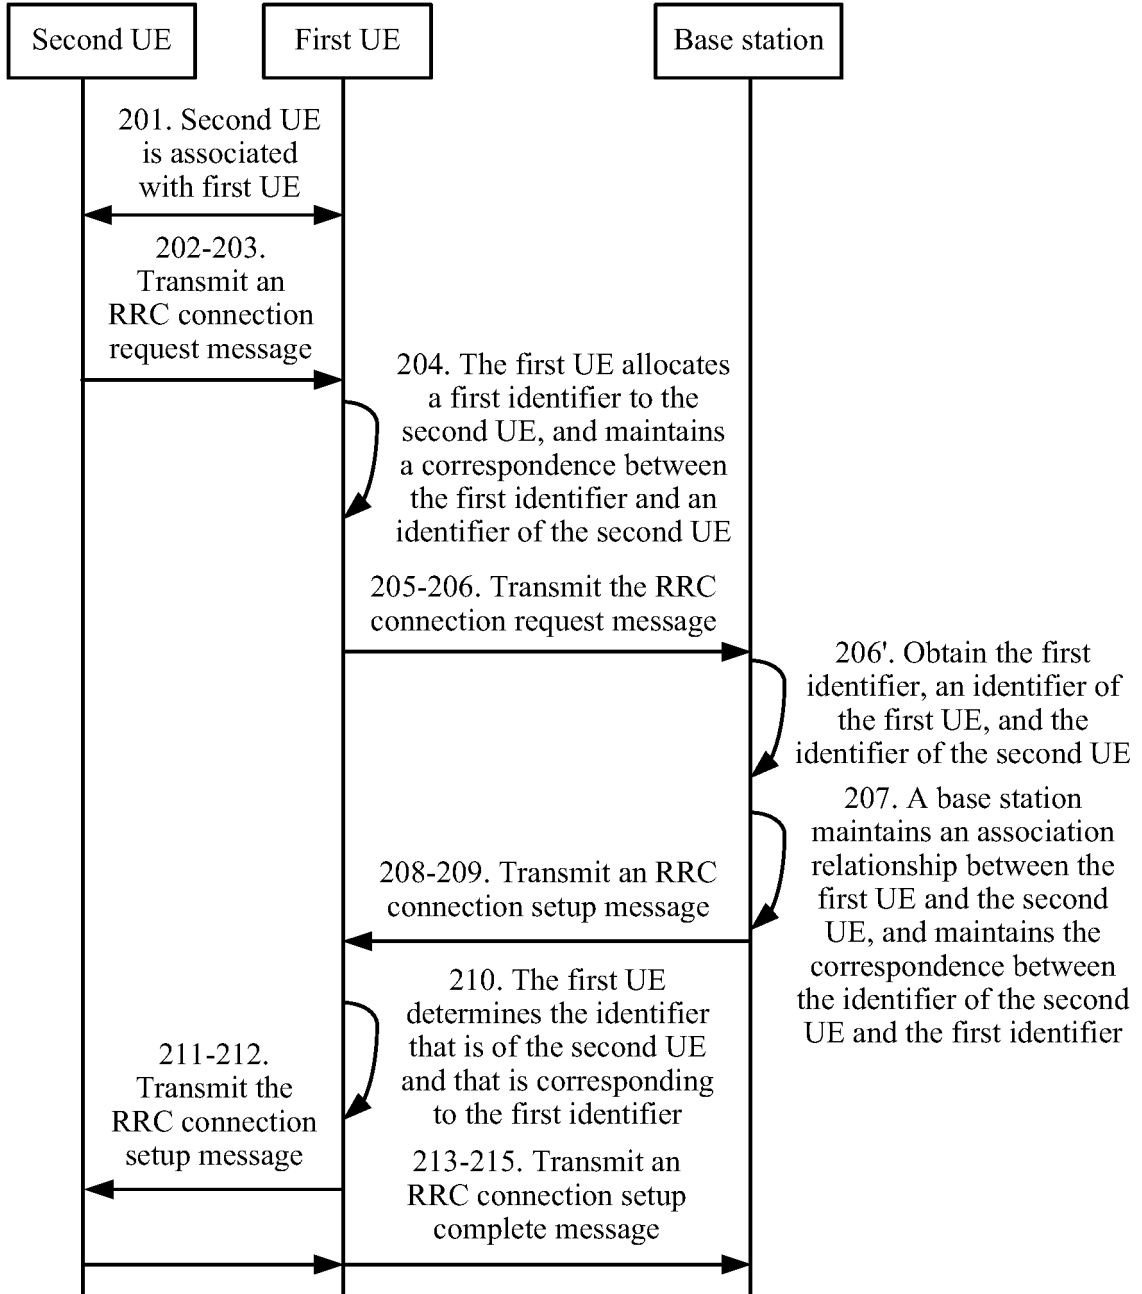 Second UE
First UE
Base station
201. Second UE
is associated
with first UE
202-203.
Transmit an
RRC connection
request message
204. The first UE allocates
a first identifier to the
second UE, and maintains
a correspondence between
the first identifier and an
identifier of the second UE
205-206. Transmit the RRC
connection request message
206'. Obtain the first
identifier, an identifier of
the first UE, and the
identifier of the second UE
207. A base station
maintains an association
relationship between the
first UE and the second
UE, and maintains the
correspondence between
the identifier of the second
UE and the first identifier
208-209. Transmit an RRC
connection setup message
210. The first UE
determines the identifier
that is of the second UE
and that is corresponding
to the first identifier
211-212.
Transmit the
RRC connection
setup message
213-215. Transmit an
RRC connection setup
complete message